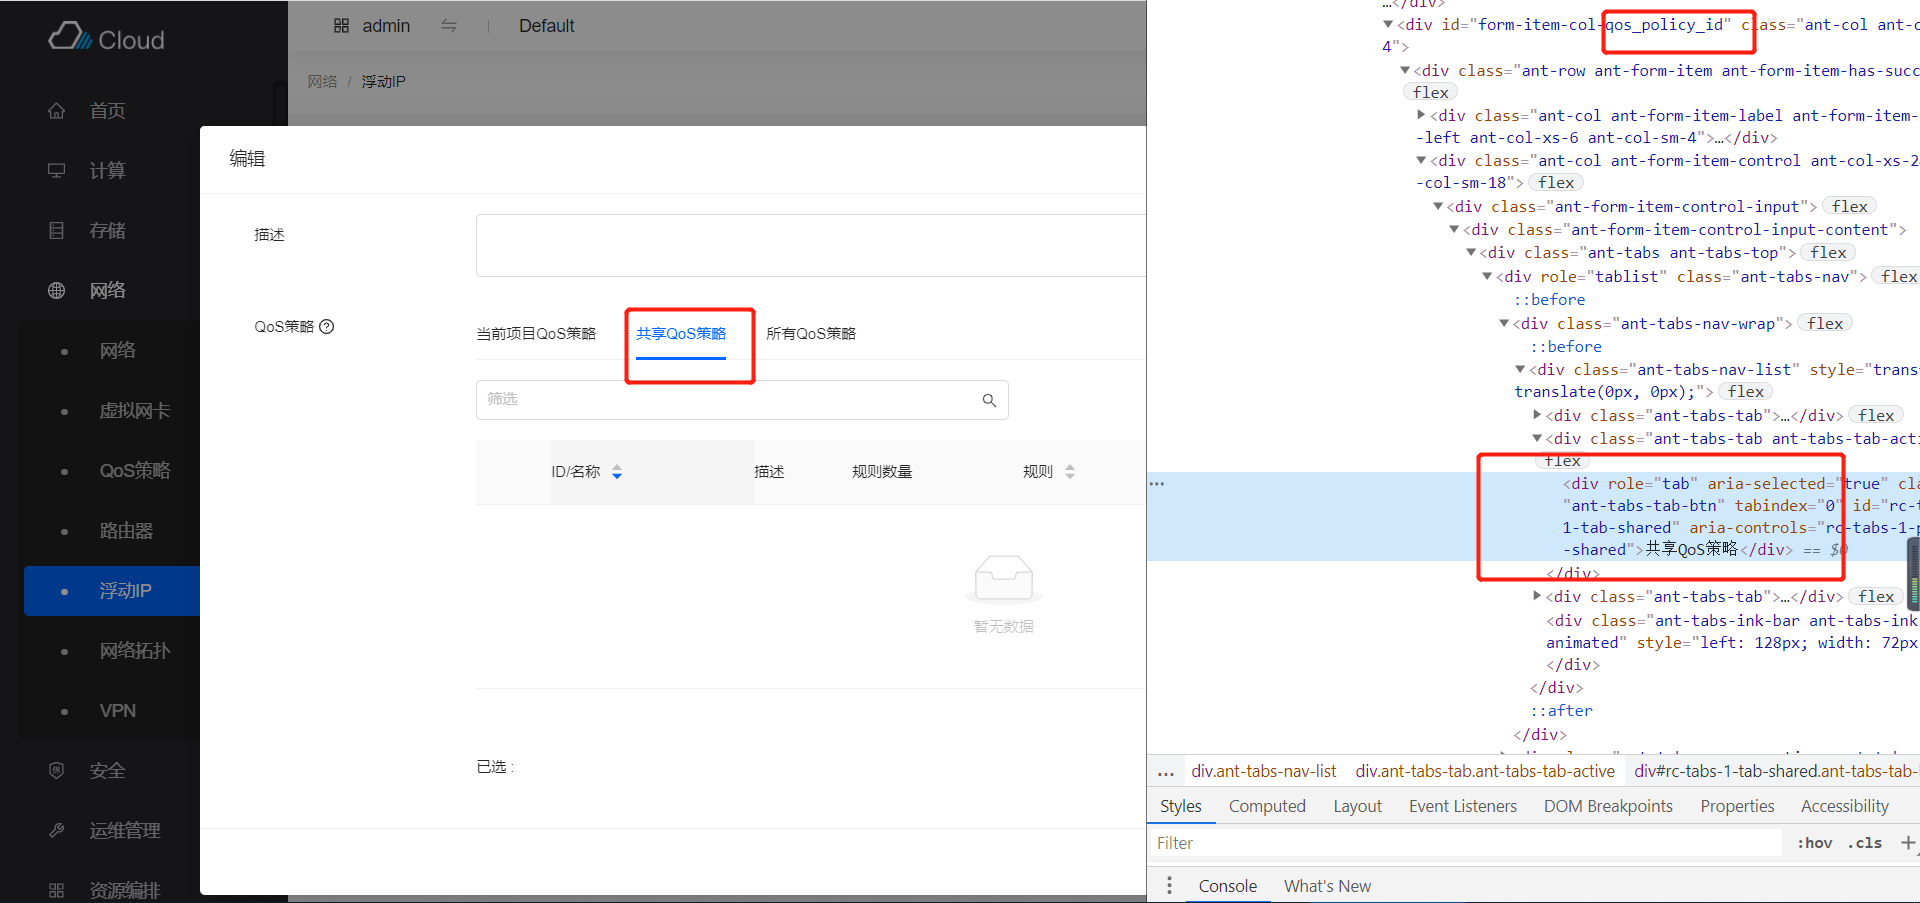 Cloud
首页
计算
存储
网络
网络
虚拟网卡
QoS策略
路由器
浮动IP
网络拓扑
VPN
安全
运维管理
资源编排
admin
Default
网络 / 浮动IP
编辑
描述
QoS策略
当前项目QoS策略 共享QoS策略 所有QoS策略
筛选
ID/名称 描述 规则数量 规则
暂无数据
已选 :
…</div>
<div id="form-item-col-qos_policy_id" class="ant-col ant-c
4">
<div class="ant-row ant-form-item ant-form-item-has-succ
flex
<div class="ant-col ant-form-item-label ant-form-item-
-left ant-col-xs-6 ant-col-sm-4">…</div>
<div class="ant-col ant-form-item-control ant-col-xs-2
-col-sm-18"> flex
<div class="ant-form-item-control-input"> flex
<div class="ant-form-item-control-input-content">
<div class="ant-tabs ant-tabs-top"> flex
<div role="tablist" class="ant-tabs-nav"> flex
::before
<div class="ant-tabs-nav-wrap"> flex
::before
<div class="ant-tabs-nav-list" style="trans
translate(0px, 0px);"> flex
<div class="ant-tabs-tab">…</div> flex
<div class="ant-tabs-tab ant-tabs-tab-acti
flex
<div role="tab" aria-selected="true" cla
"ant-tabs-tab-btn" tabindex="0" id="rc-t
1-tab-shared" aria-controls="rc-tabs-1-p
-shared">共享QoS策略</div> == $0
</div>
<div class="ant-tabs-tab">…</div> flex
<div class="ant-tabs-ink-bar ant-tabs-ink
animated" style="left: 128px; width: 72px
</div>
</div>
::after
</div>
… div.ant-tabs-nav-list div.ant-tabs-tab.ant-tabs-tab-active div#rc-tabs-1-tab-shared.ant-tabs-tab-
Styles Computed Layout Event Listeners DOM Breakpoints Properties Accessibility
Filter :hov .cls +
Console What's New